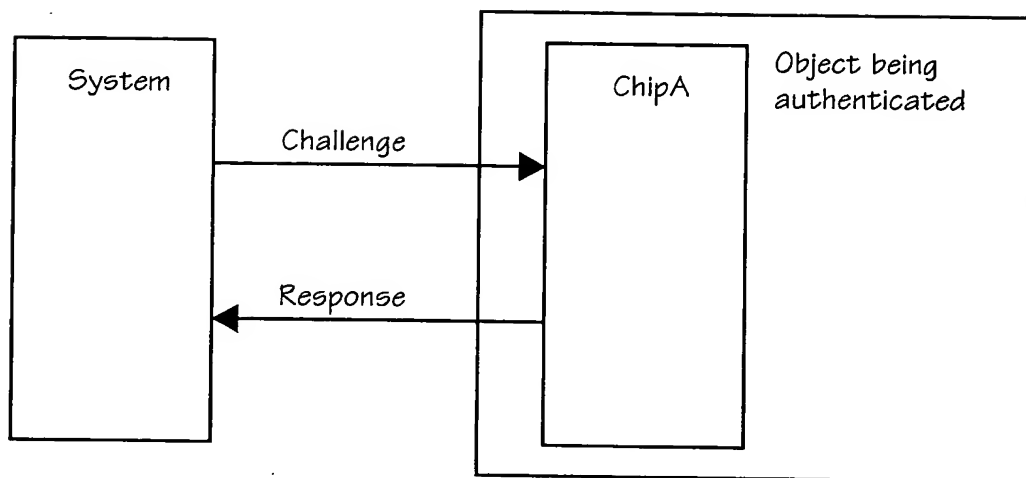 System
ChipA
Object being
authenticated
Challenge
Response